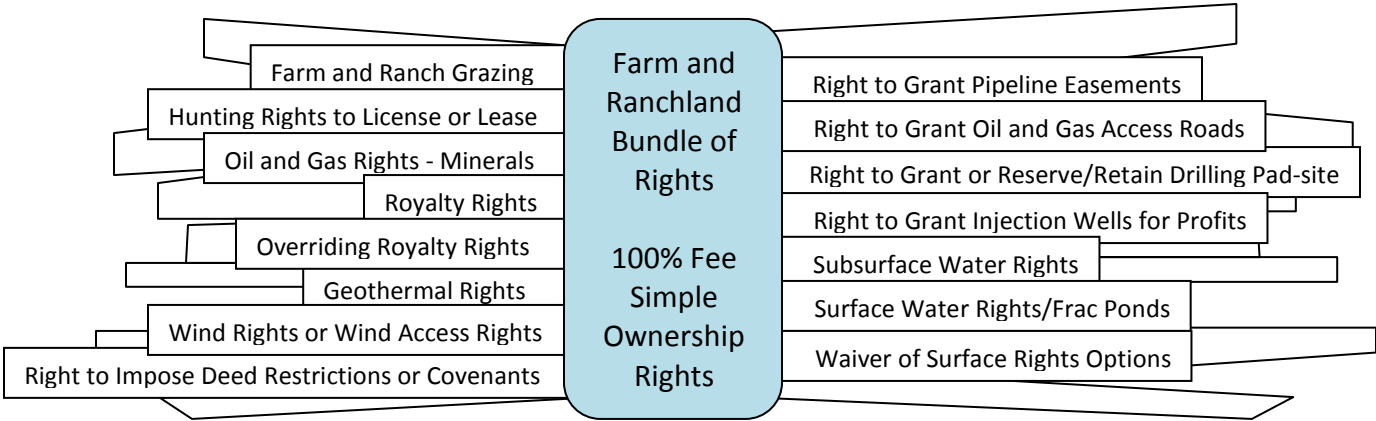 Farm and Ranch Grazing
Hunting Rights to License or Lease
Oil and Gas Rights - Minerals
Royalty Rights
Overriding Royalty Rights
Geothermal Rights
Wind Rights or Wind Access Rights
Right to Impose Deed Restrictions or Covenants
Farm and
Ranchland
Bundle of
Rights
100% Fee
Simple
Ownership
Rights
Right to Grant Pipeline Easements
Right to Grant Oil and Gas Access Roads
Right to Grant or Reserve/Retain Drilling Pad-site
Right to Grant Injection Wells for Profits
Subsurface Water Rights
Surface Water Rights/Frac Ponds
Waiver of Surface Rights Options